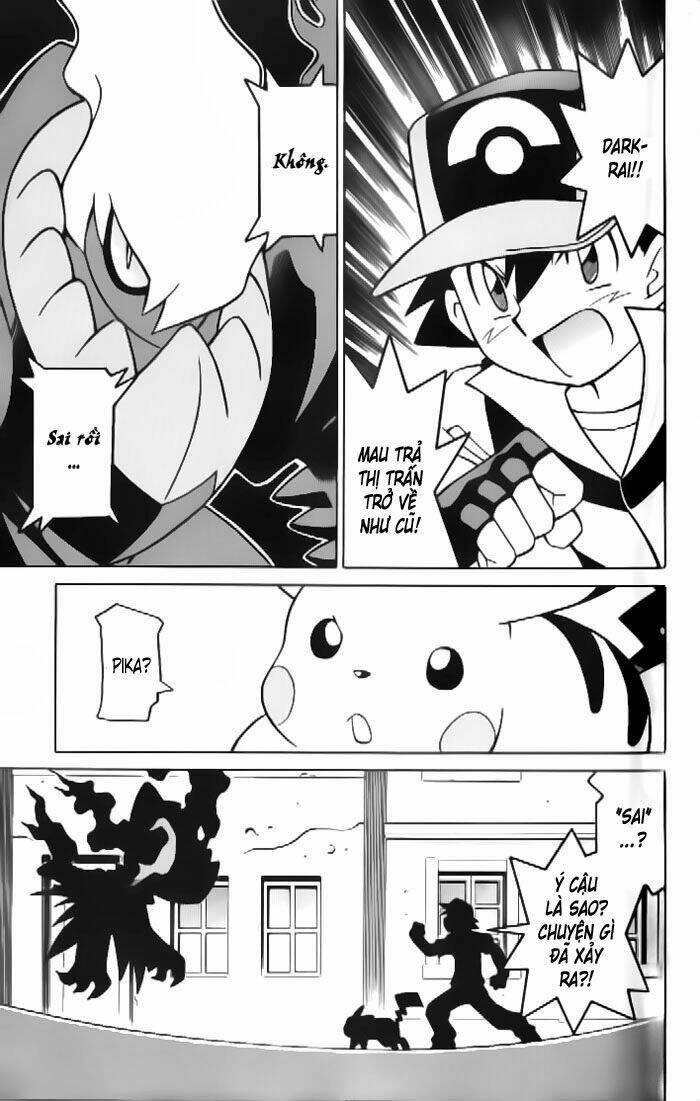 DARK-
RAI!!
MAU TRẢ
THỊ TRẤN
TRỞ VỀ
NHƯ CŨ!
Không.
Sai rồi
...
PIKA?
"SAI"
...?
Ý CẬU
LÀ SAO?
CHUYỆN GÌ
ĐÃ XẢY
RA?!